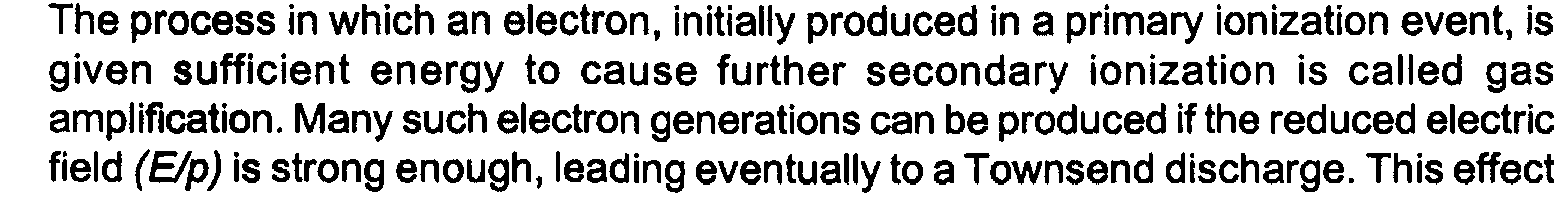 The process in which an electron, initially produced in a primary ionization event, is
given sufficient energy to cause further secondary ionization is called gas
amplification. Many such electron generations can be produced if the reduced electric
field (E/p) is strong enough, leading eventually to a Townsend discharge. This effect